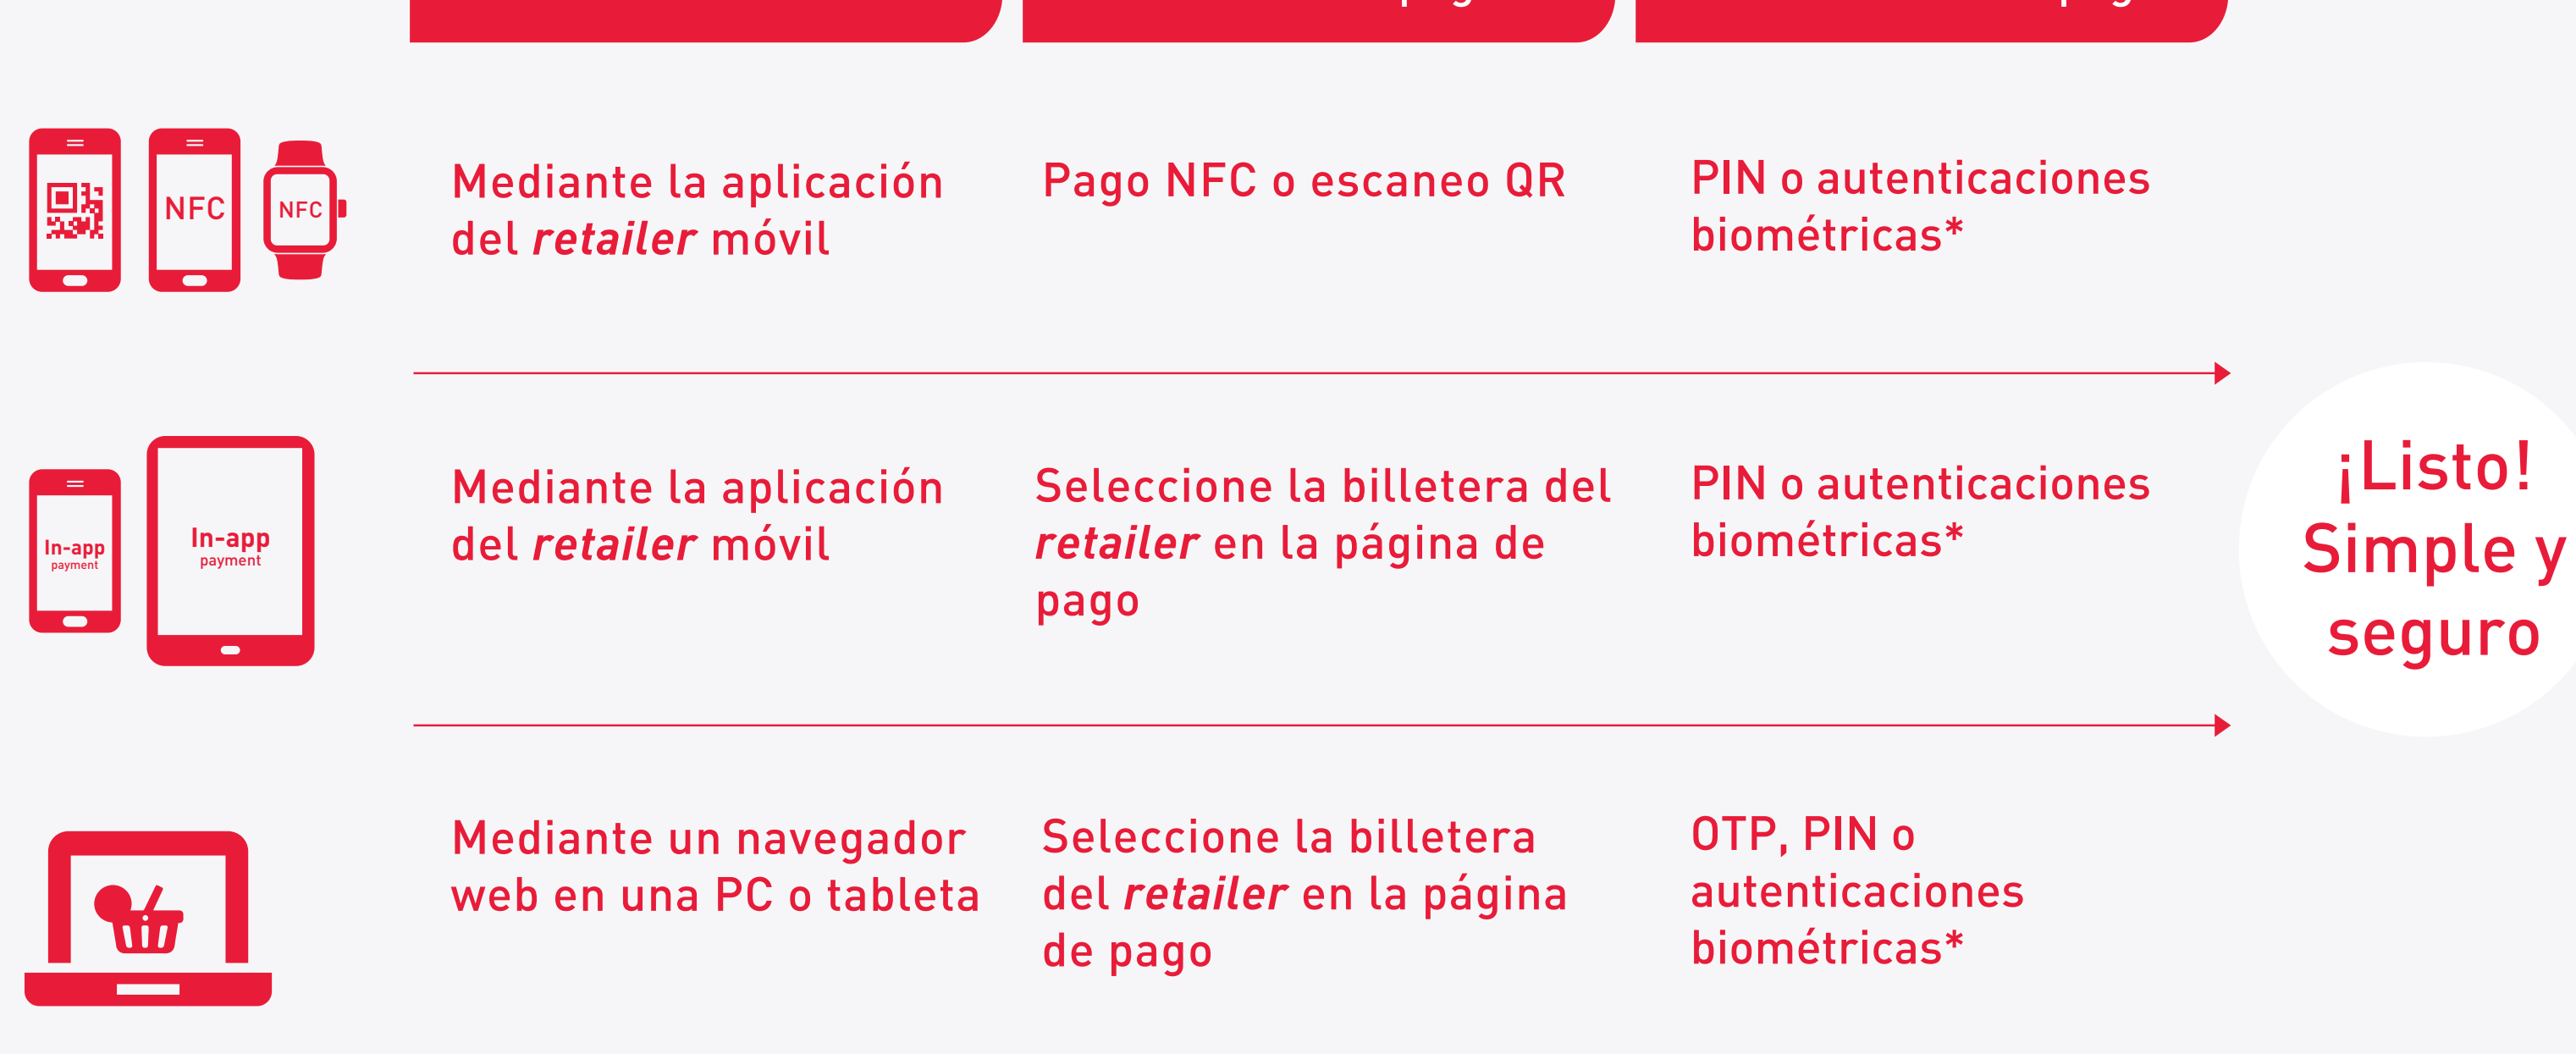 NFC
NFC
Mediante la aplicación
del retailer móvil
Pago NFC o escaneo QR
PIN o autenticaciones
biométricas*
In-app
payment
In-app
payment
Mediante la aplicación
del retailer móvil
Seleccione la billetera del
retailer en la página de
pago
PIN o autenticaciones
biométricas*
¡Listo!
Simple y
seguro
Mediante un navegador
web en una PC o tableta
Seleccione la billetera
del retailer en la página
de pago
OTP, PIN o
autenticaciones
biométricas*